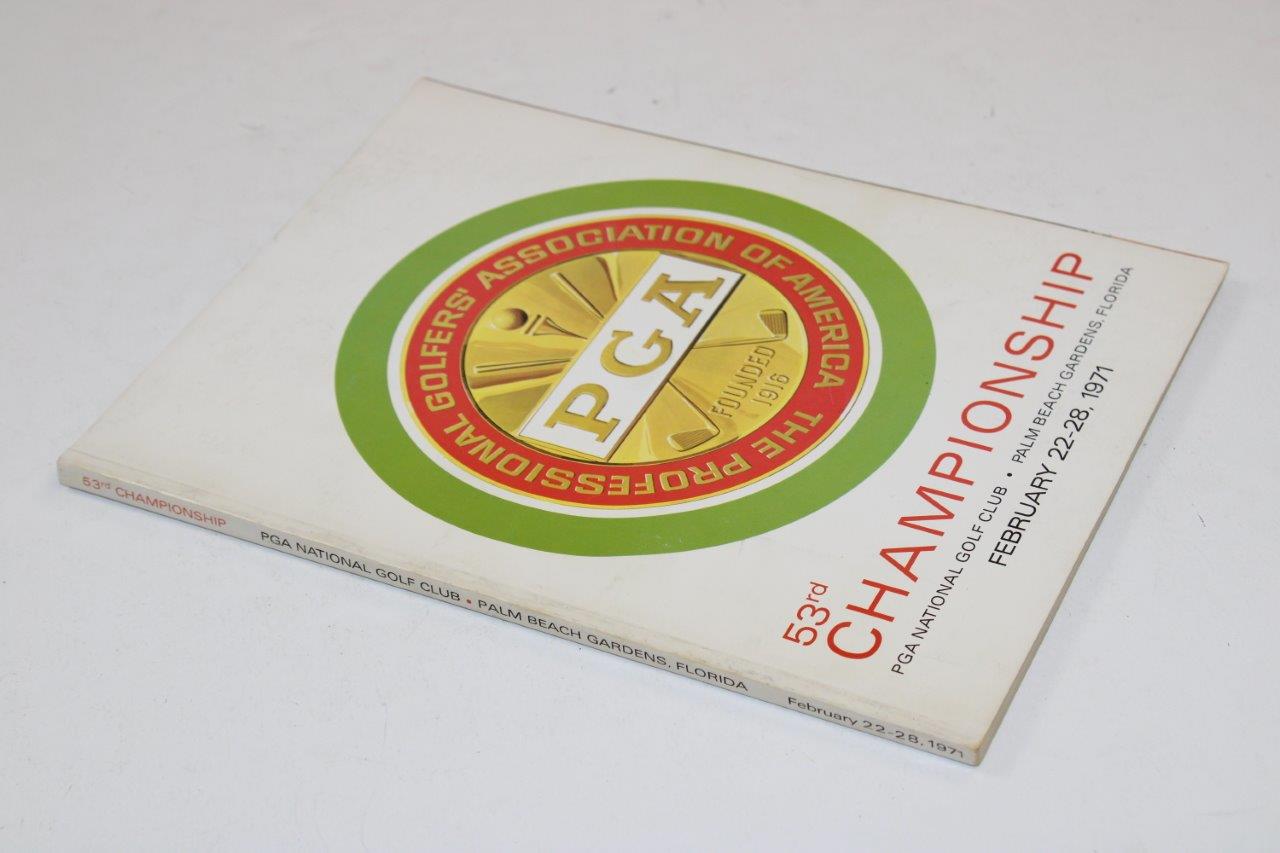 THE PROFESSIONAL GOLFERS' ASSOCIATION OF AMERICA
PGA
FOUNDED
1916
53rd
CHAMPIONSHIP
PGA NATIONAL GOLF CLUB • PALM BEACH GARDENS, FLORIDA
FEBRUARY 22-28, 1971
53rd CHAMPIONSHIP PGA NATIONAL GOLF CLUB • PALM BEACH GARDENS, FLORIDA February 22-28, 1971